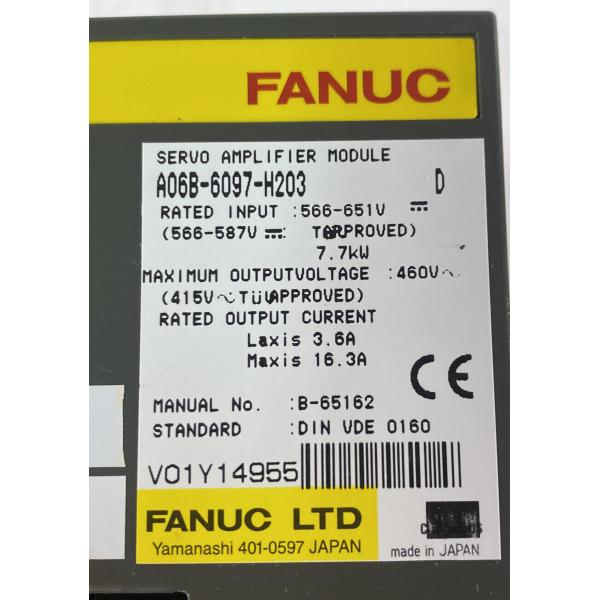 FANUC
SERVO AMPLIFIER MODULE
A06B-6097-H203 D
RATED INPUT :566-651V ⎓
(566-587V ⎓: APPROVED)
7.7kW
MAXIMUM OUTPUTVOLTAGE :460V~
(415V~TÜV APPROVED)
RATED OUTPUT CURRENT
Laxis 3.6A
Maxis 16.3A
CE
MANUAL No. :B-65162
STANDARD :DIN VDE 0160
V01Y14955
FANUC LTD
Yamanashi 401-0597 JAPAN
made in JAPAN